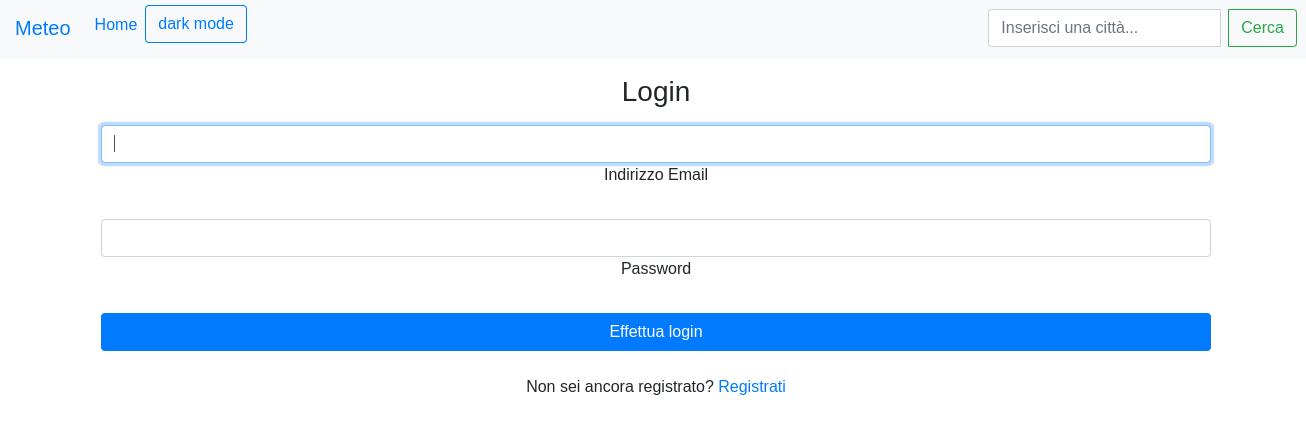 Meteo Home dark mode Inserisci una città... Cerca
Login
Indirizzo Email
Password
Effettua login
Non sei ancora registrato? Registrati